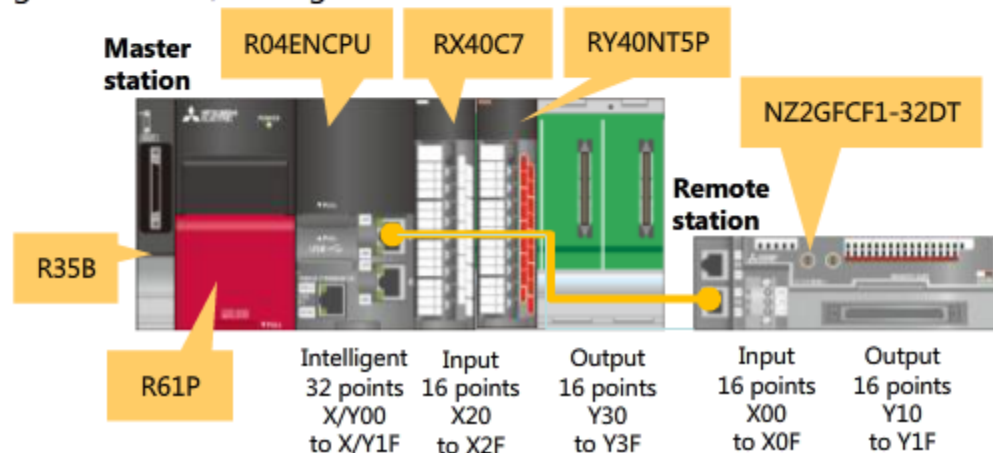 Master
station
R04ENCPU
RX40C7
RY40NT5P
NZ2GFCF1-32DT
Remote
station
R35B
R61P
Intelligent
32 points
X/Y00
to X/Y1F
Input
16 points
X20
to X2F
Output
16 points
Y30
to Y3F
Input
16 points
X00
to X0F
Output
16 points
Y10
to Y1F